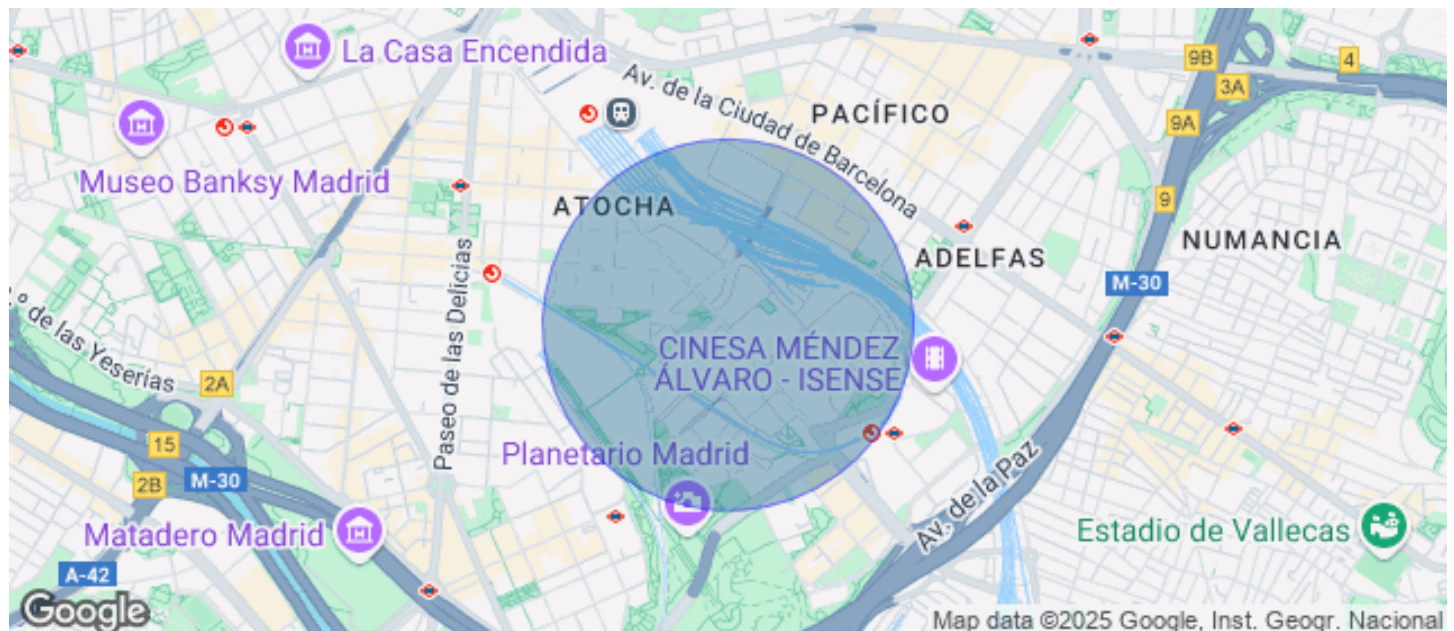 La Casa Encendida
Av. de la Ciudad de Barcelona
PACÍFICO
9B
4
3A
9A
Museo Banksy Madrid
ATOCHA
9
NUMANCIA
ADELFAS
M-30
Paseo de las Delicias
.º de las Yeserías
CINESA MÉNDEZ
ÁLVARO - ISENSE
2A
15
M-30
2B
Planetario Madrid
Av. de la Paz
Matadero Madrid
Estadio de Vallecas
A-42
Google
Map data ©2025 Google, Inst. Geogr. Nacional